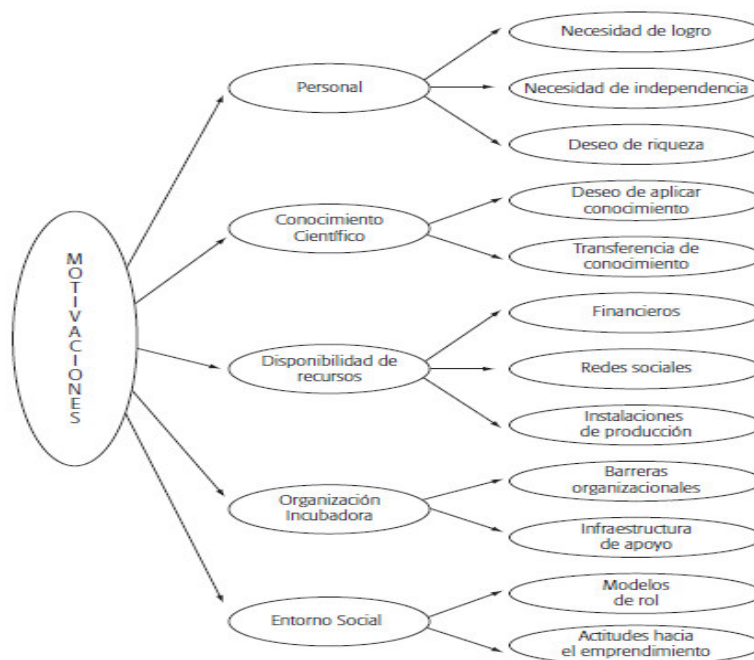 MOTIVACIONES
Personal
Necesidad de logro
Necesidad de independencia
Deseo de riqueza
Conocimiento
Científico
Deseo de aplicar
conocimiento
Transferencia de
conocimiento
Disponibilidad de
recursos
Financieros
Redes sociales
Instalaciones
de producción
Organización
Incubadora
Barreras
organizacionales
Infraestructura
de apoyo
Entorno Social
Modelos
de rol
Actitudes hacia
el emprendimiento